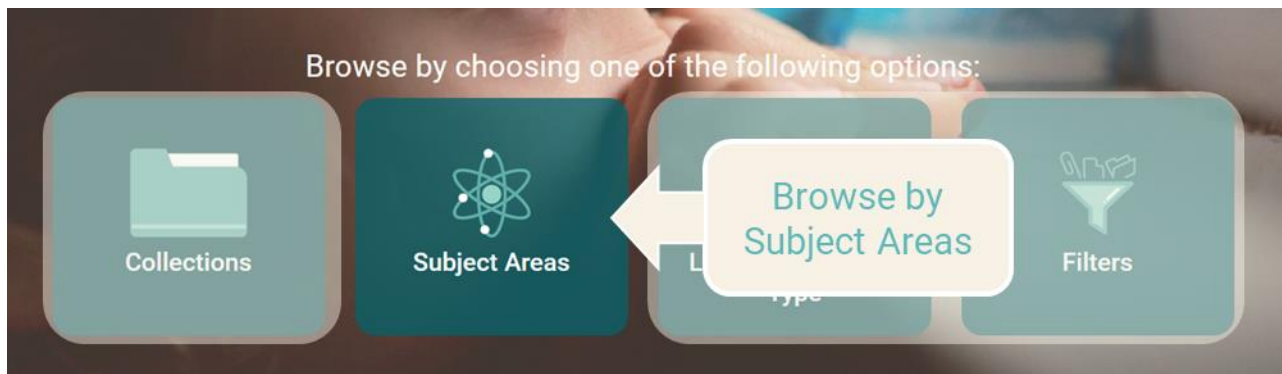 Browse by choosing one of the following options:
Collections
Subject Areas
Browse by
Subject Areas
Filters